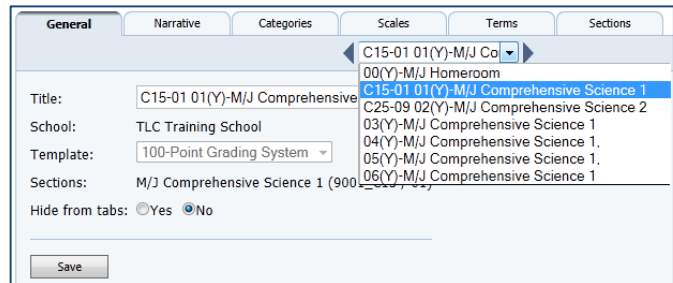 General Narrative Categories Scales Terms Sections
C15-01 01(Y)-M/J Co
00(Y)-M/J Homeroom
C15-01 01(Y)-M/J Comprehensive Science 1
C25-09 02(Y)-M/J Comprehensive Science 2
03(Y)-M/J Comprehensive Science 1
04(Y)-M/J Comprehensive Science 1,
05(Y)-M/J Comprehensive Science 1,
06(Y)-M/J Comprehensive Science 1
Title: C15-01 01(Y)-M/J Comprehensive
School: TLC Training School
Template: 100-Point Grading System
Sections: M/J Comprehensive Science 1
Hide from tabs: Yes No
Save